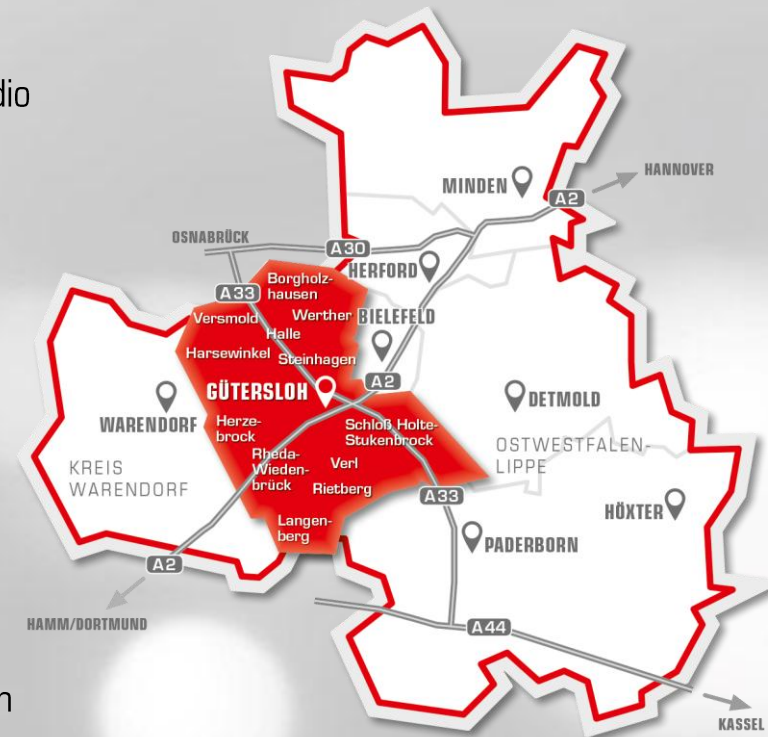 dio
MINDEN
HANNOVER
A2
OSNABRÜCK
A30
HERFORD
A33
Borgholz-
hausen
Versmold
Werther
BIELEFELD
Halle
Harsewinkel
Steinhagen
A2
GÜTERSLOH
DETMOLD
WARENDORF
Herze-
brock
Schloß Holte-
Stukenbrock
OSTWESTFALEN-
LIPPE
KREIS
WARENDORF
Rheda-
Wieden-
brück
Verl
Rietberg
A33
HÖXTER
Langen-
berg
PADERBORN
A2
HAMM/DORTMUND
A44
n
KASSEL